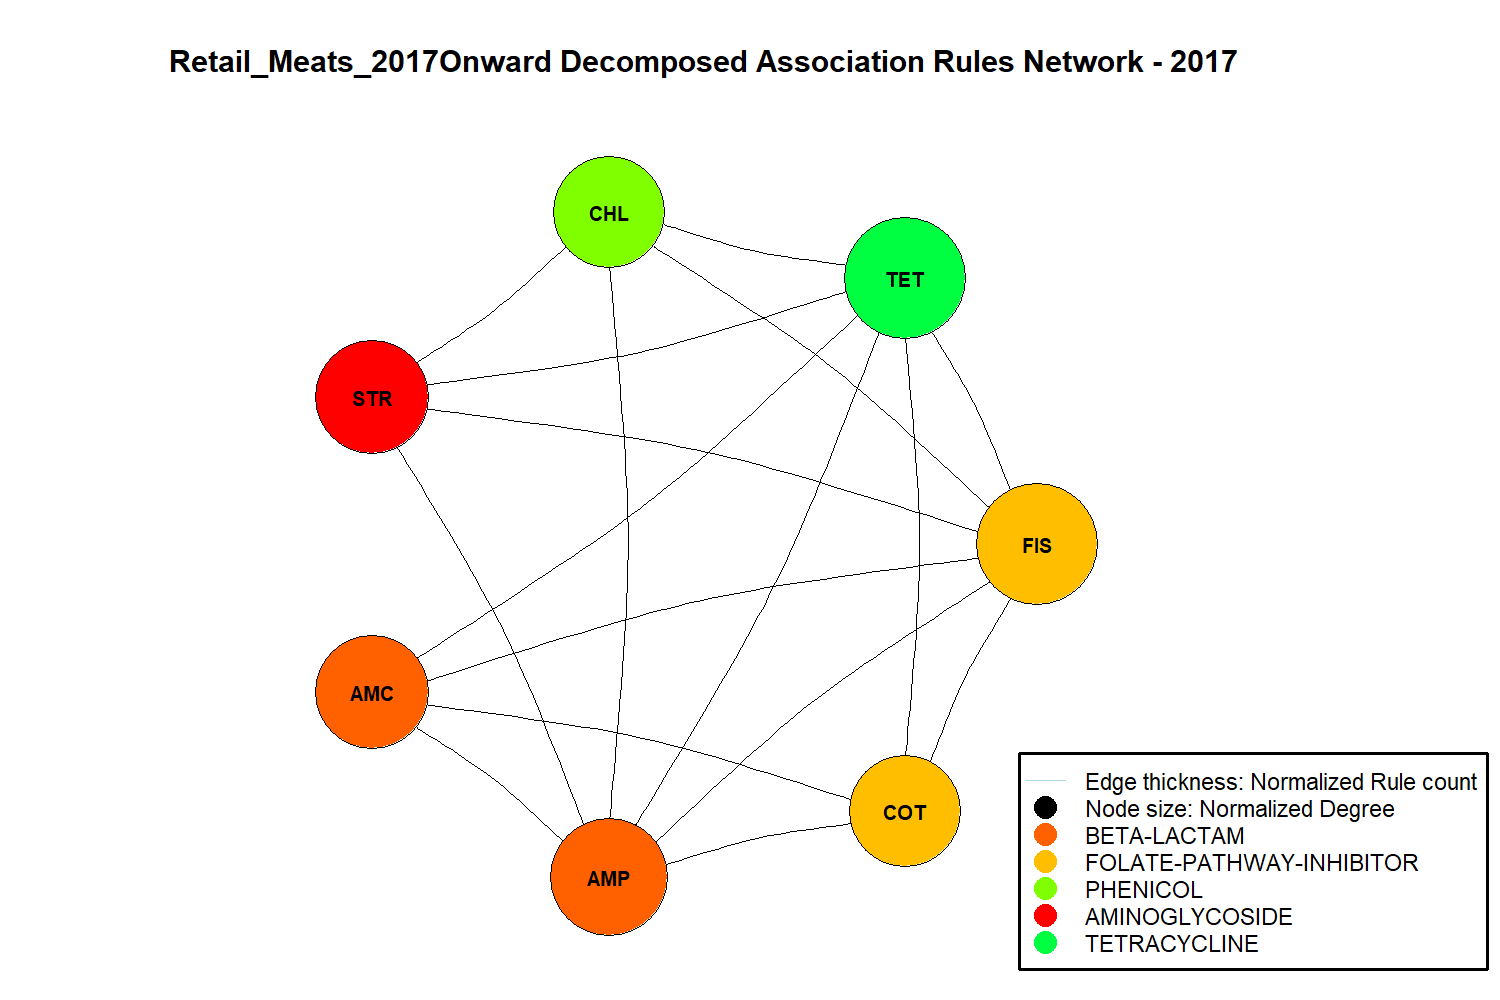 Retail_Meats_2017Onward Decomposed Association Rules Network - 2017
CHL
TET
STR
FIS
AMC
COT
AMP
Edge thickness: Normalized Rule count
Node size: Normalized Degree
BETA-LACTAM
FOLATE-PATHWAY-INHIBITOR
PHENICOL
AMINOGLYCOSIDE
TETRACYCLINE